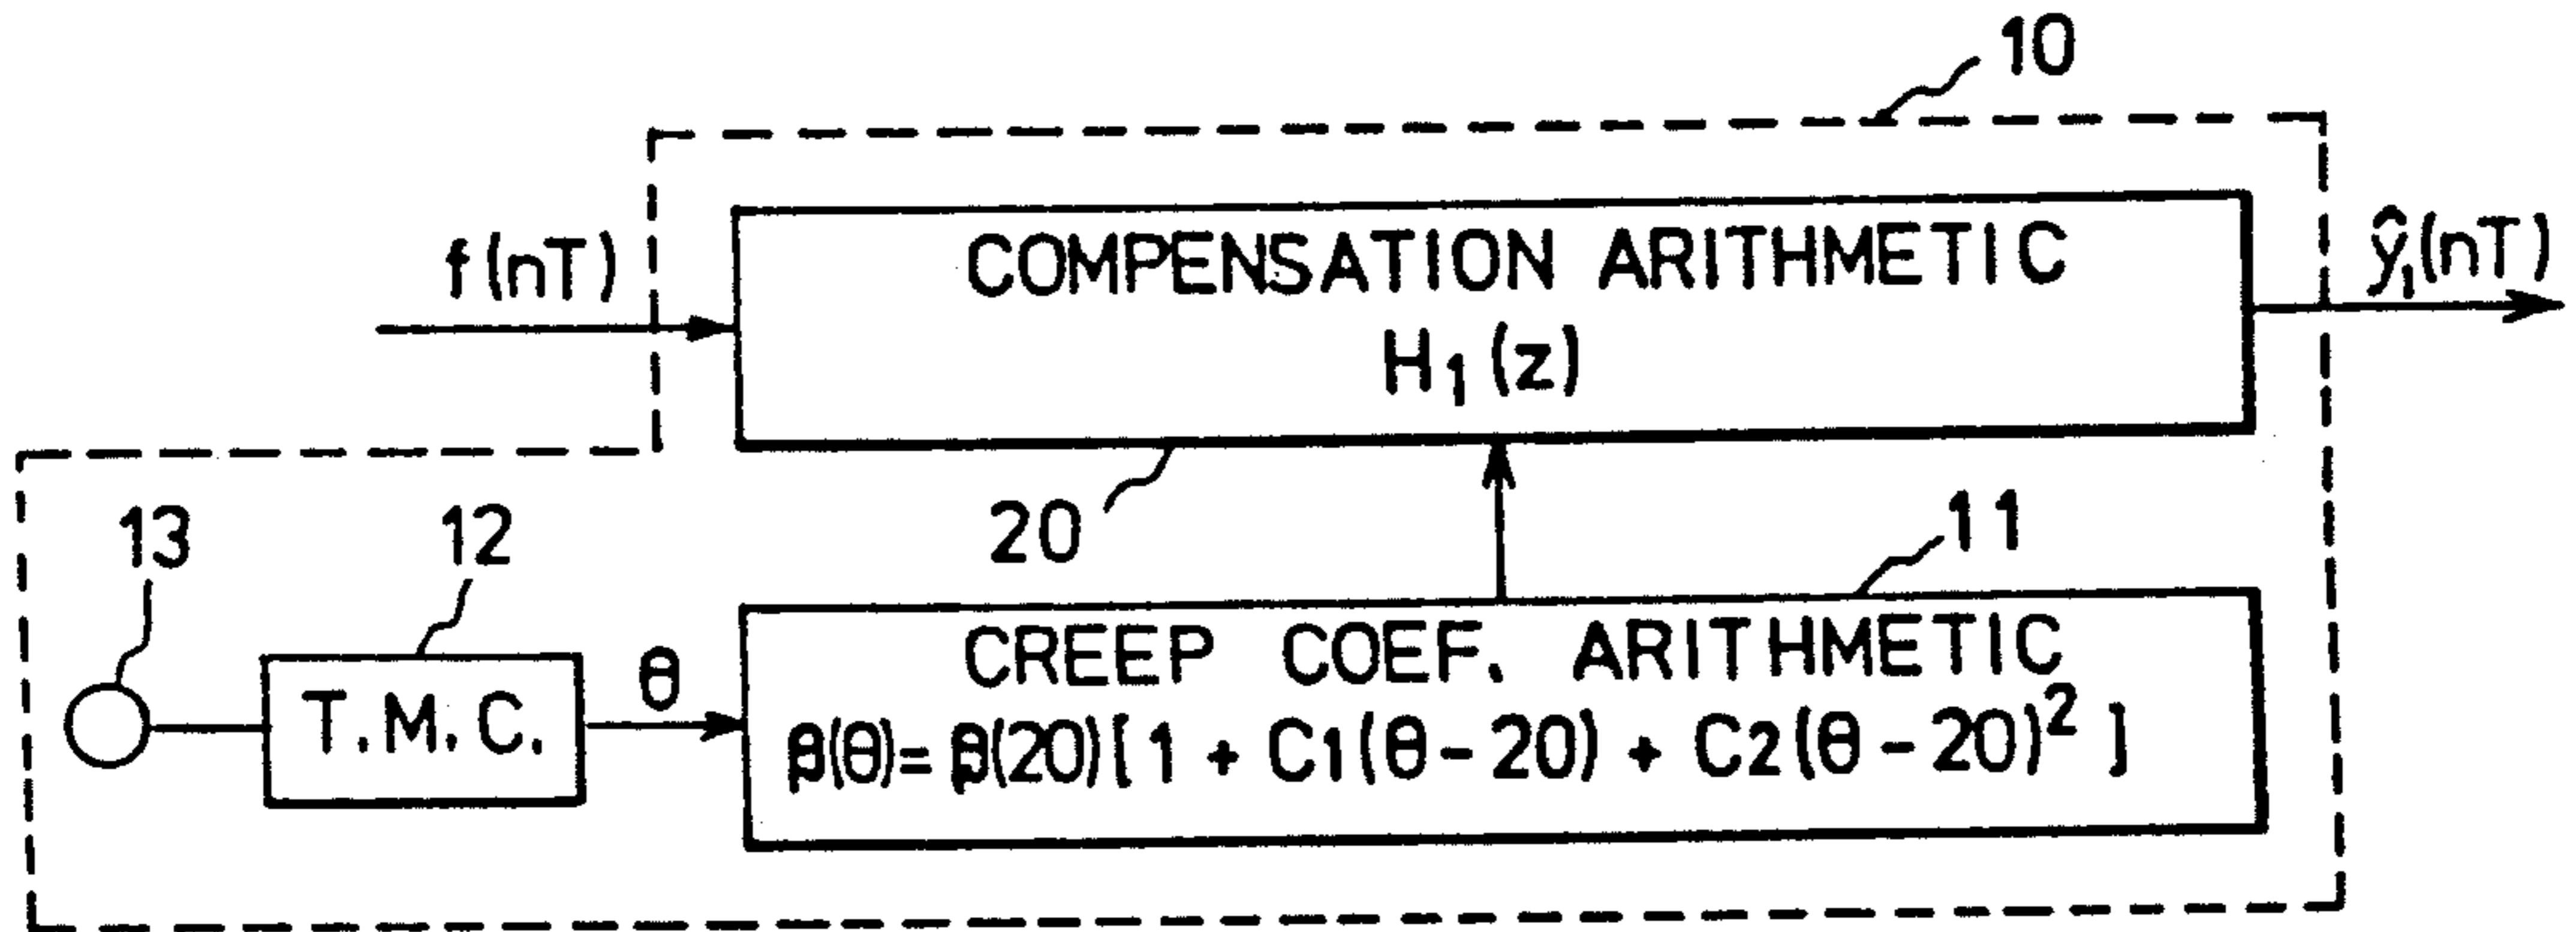 10
f(nT)
COMPENSATION ARITHMETIC
H₁(z)
ŷ₁(nT)
20
11
13
12
T.M.C.
θ
CREEP COEF. ARITHMETIC
β(θ)= β(20)[1 + C1(θ-20) + C2(θ-20)²]